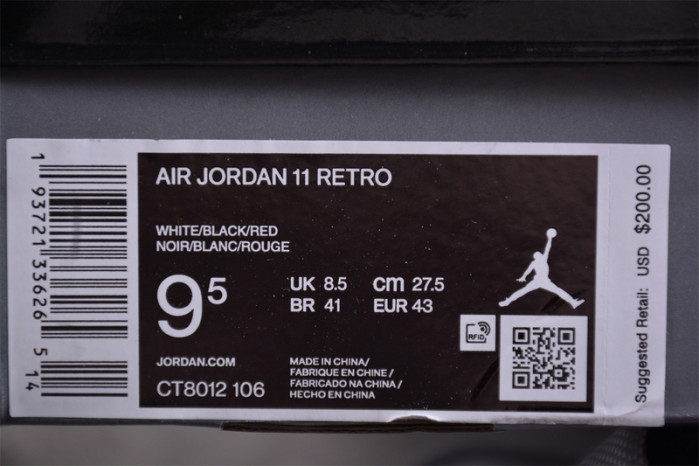 1 93721 33626 5 14
AIR JORDAN 11 RETRO
WHITE/BLACK/RED
NOIR/BLANC/ROUGE
9⁵
UK 8.5 cm 27.5
BR 41 EUR 43
RFID
JORDAN.COM
CT8012 106
MADE IN CHINA/
FABRIQUE EN CHINE /
FABRICADO NA CHINA /
HECHO EN CHINA
Suggested Retail: USD $200.00